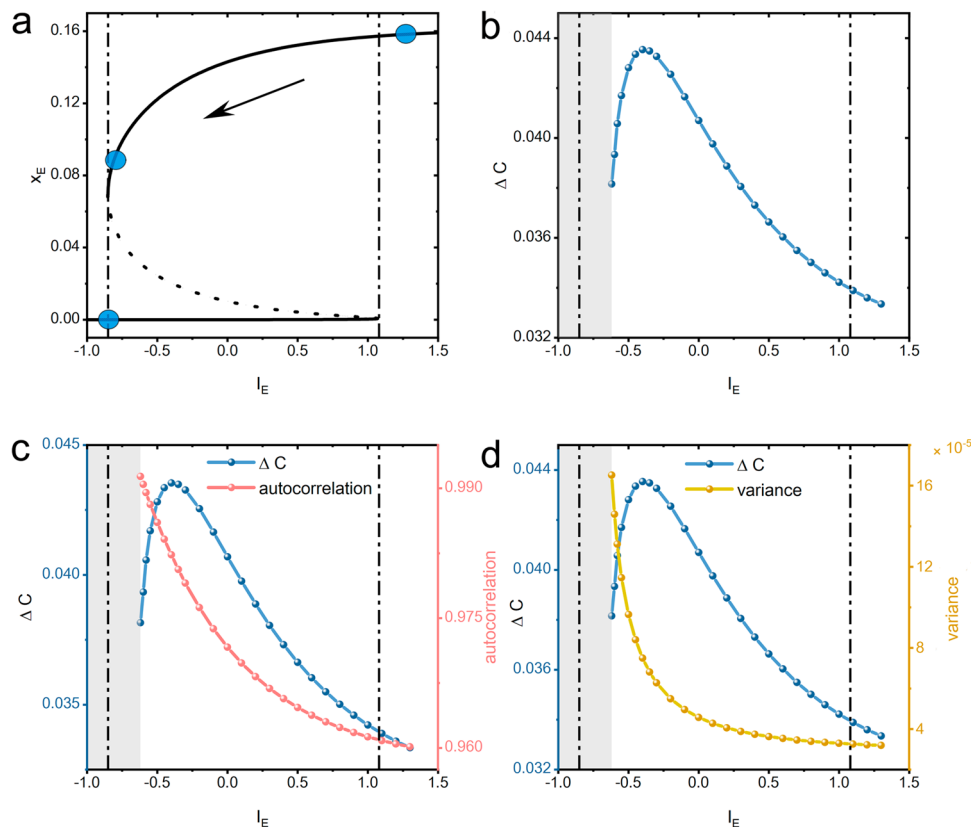 a
0.16
0.12
0.08
0.04
0.00
x_E
-1.0 -0.5 0.0 0.5 1.0 1.5
I_E
b
0.044
0.040
0.036
0.032
Δ C
-1.0 -0.5 0.0 0.5 1.0 1.5
I_E
c
0.045
0.040
0.035
Δ C
Δ C
autocorrelation
0.990
0.975
0.960
autocorrelation
-1.0 -0.5 0.0 0.5 1.0 1.5
I_E
d
0.044
0.040
0.036
0.032
Δ C
Δ C
variance
× 10⁻⁵
16
12
8
4
variance
-1.0 -0.5 0.0 0.5 1.0 1.5
I_E